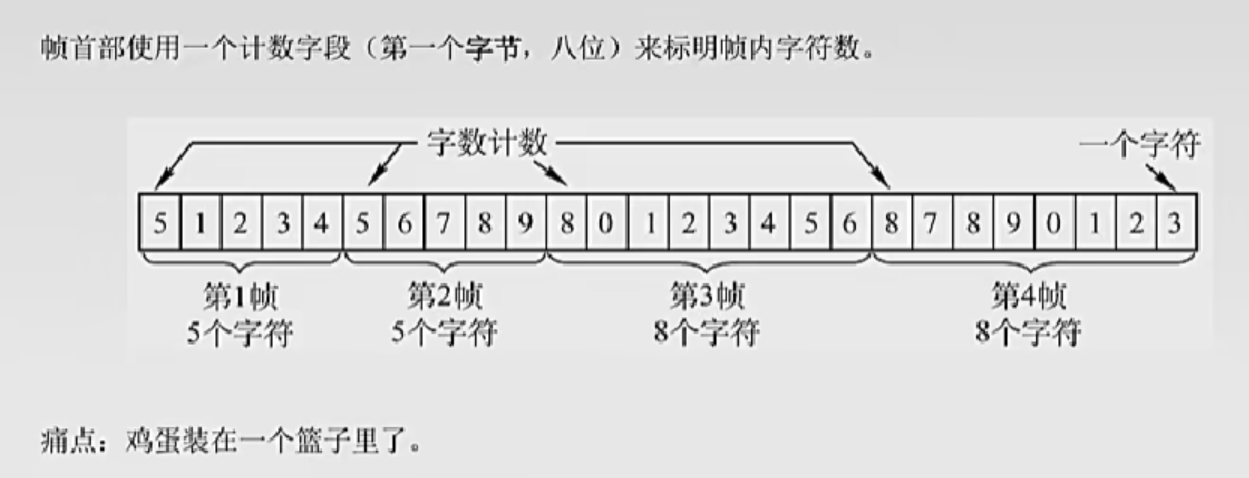 帧首部使用一个计数字段（第一个字节，八位）来标明帧内字符数。
字数计数
一个字符
5 1 2 3 4 5 6 7 8 9 8 0 1 2 3 4 5 6 8 7 8 9 0 1 2 3
第1帧 第2帧 第3帧 第4帧
5个字符 5个字符 8个字符 8个字符
痛点：鸡蛋装在一个篮子里了。